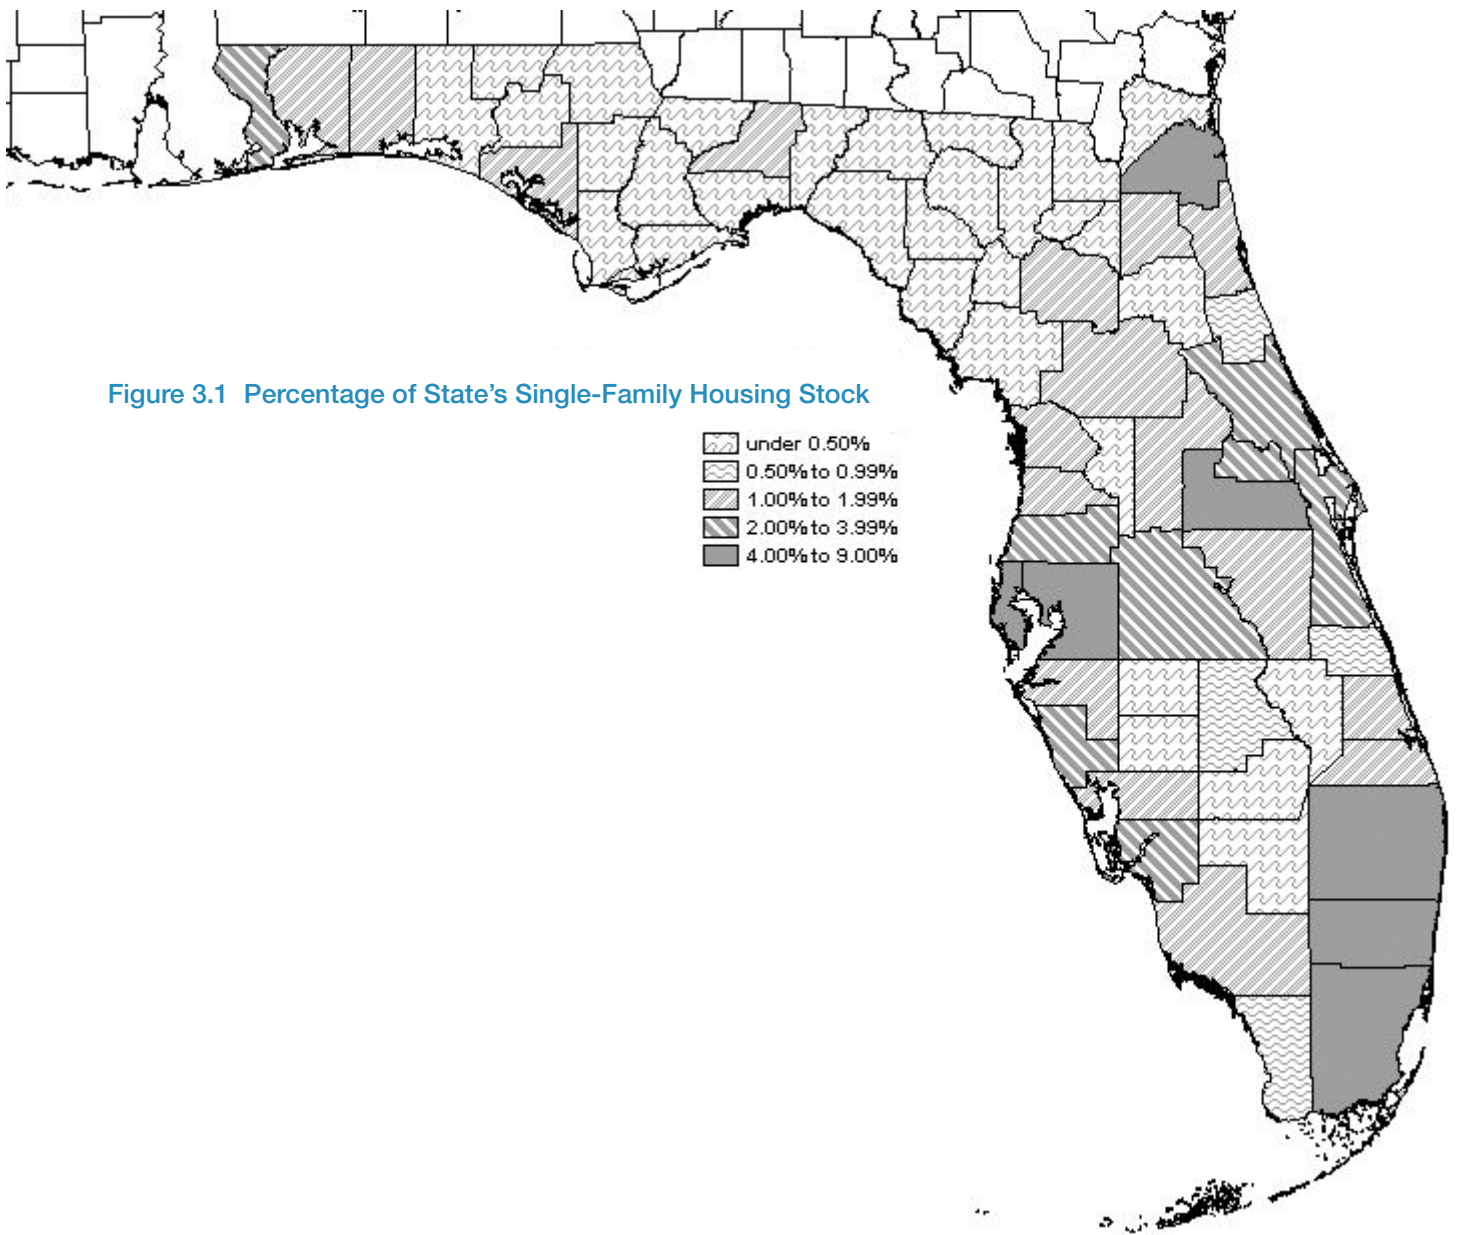 Figure 3.1 Percentage of State’s Single-Family Housing Stock
under 0.50%
0.50% to 0.99%
1.00% to 1.99%
2.00% to 3.99%
4.00% to 9.00%